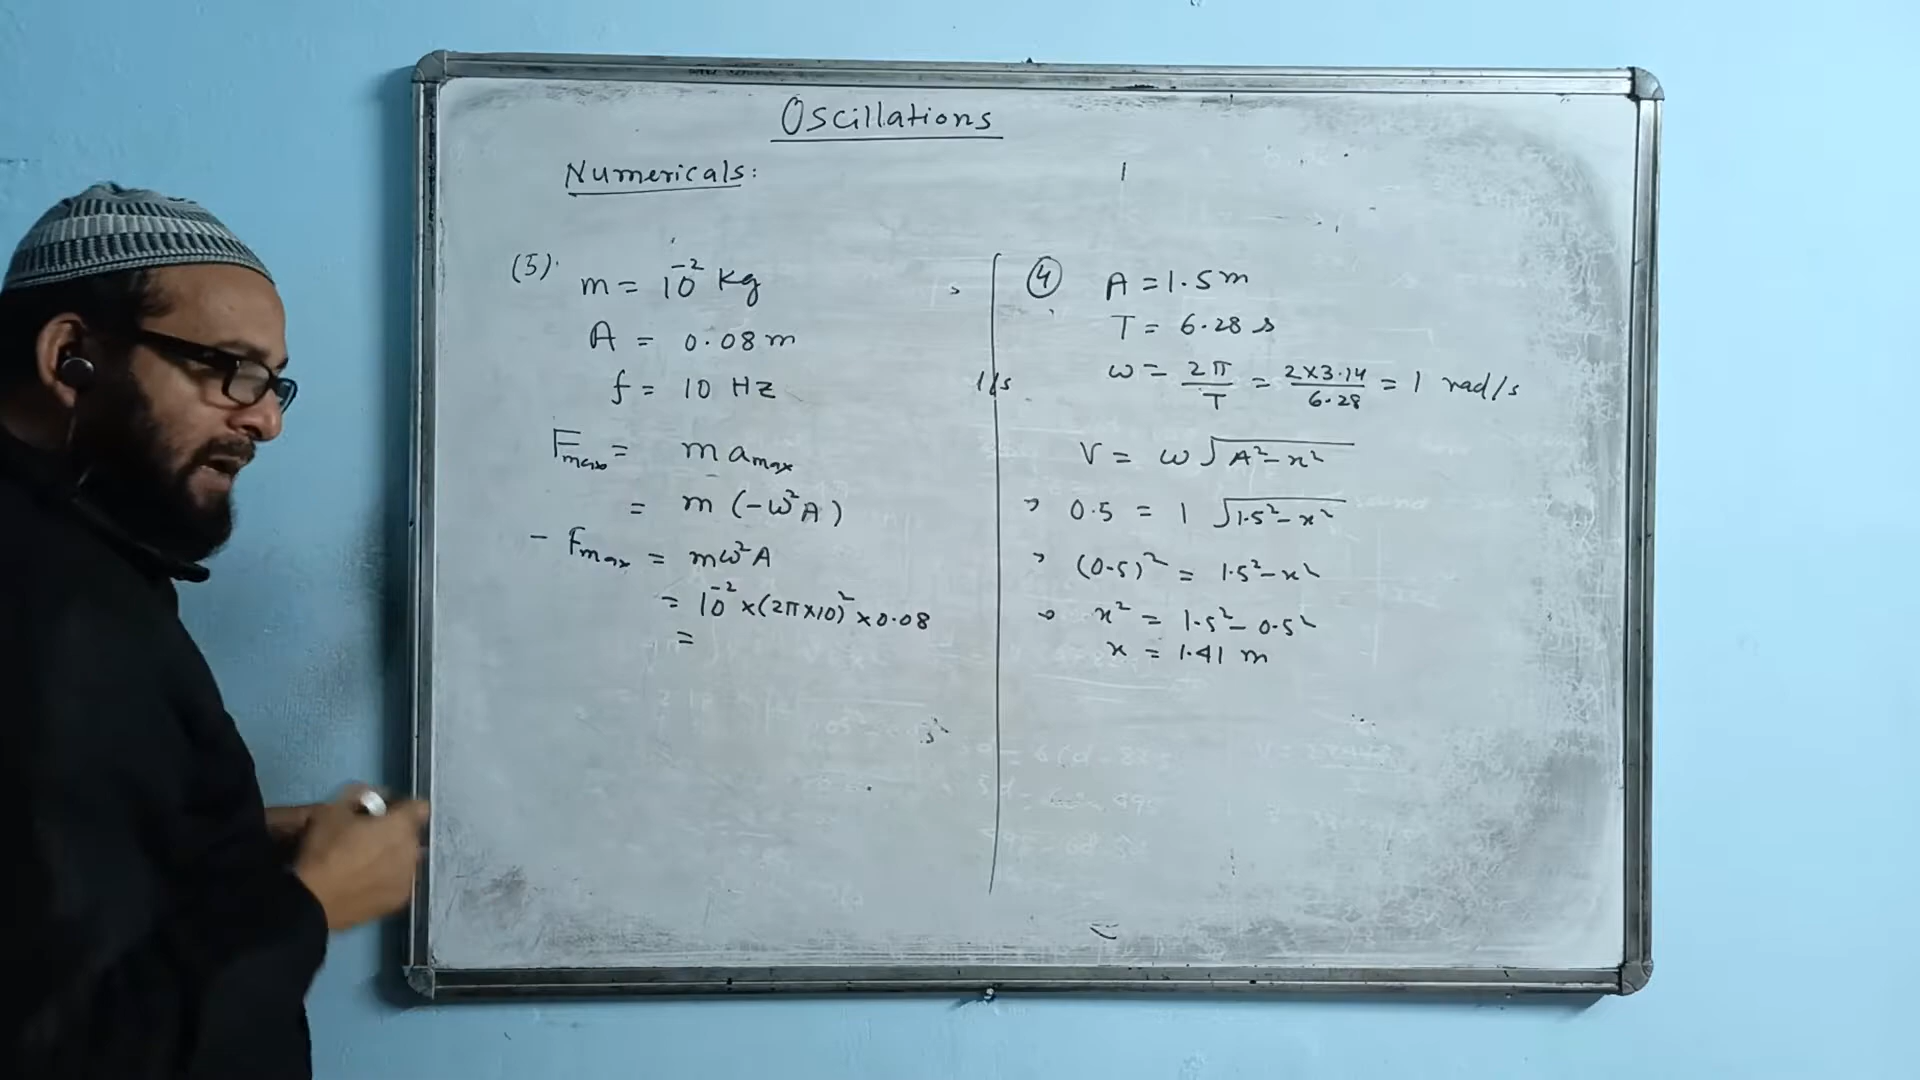 Oscillations
Numericals:
(5).
m = 10⁻² kg
A = 0.08 m
f = 10 Hz
Fmax = m amax
= m (-ω²A)
- Fmax = mω²A
= 10⁻² × (2π×10)² × 0.08
=
1/s
④ A = 1.5 m
T = 6.28 s
ω = 2π/T = 2×3.14/6.28 = 1 rad/s
V = ω √A²-x²
0.5 = 1 √1.5²-x²
(0.5)² = 1.5²-x²
x² = 1.5² - 0.5²
x = 1.41 m